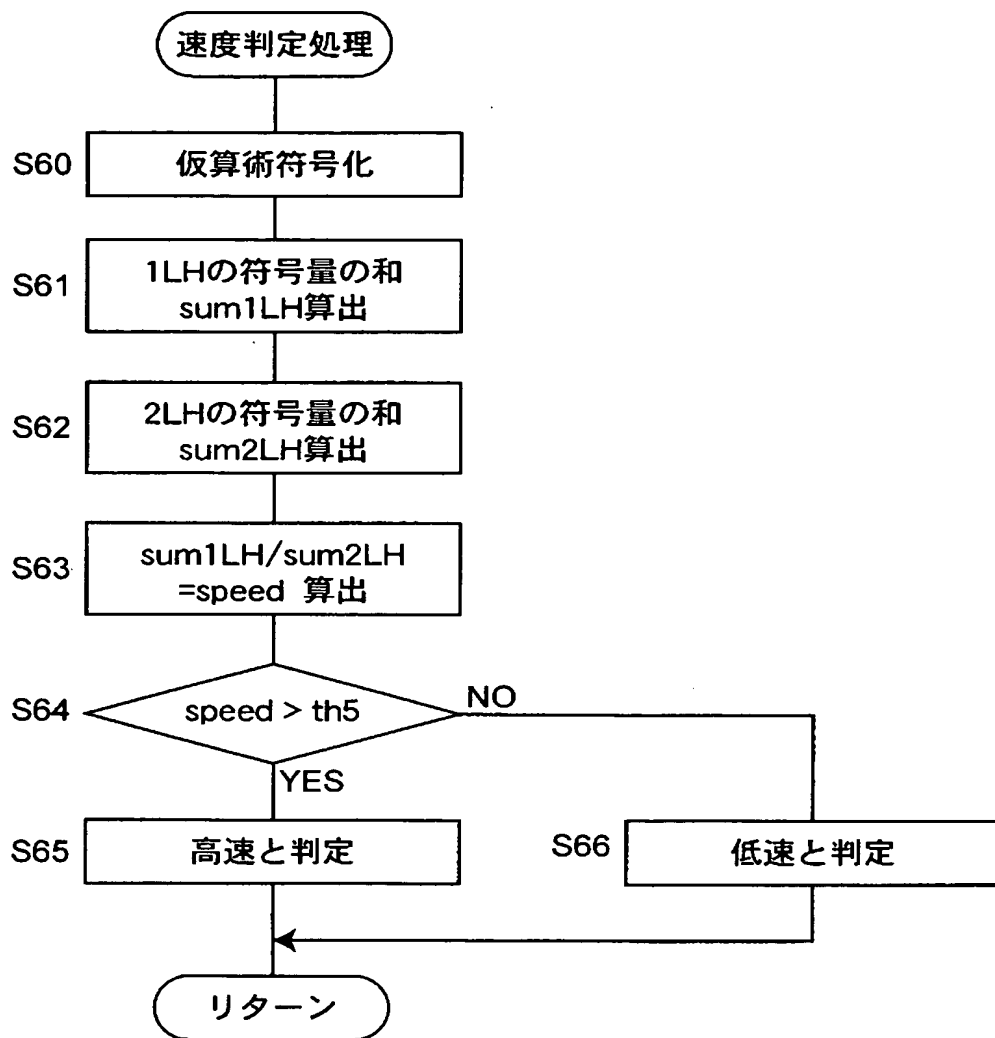 速度判定処理
S60
仮算術符号化
S61
1LHの符号量の和
sum1LH算出
S62
2LHの符号量の和
sum2LH算出
S63
sum1LH/sum2LH
=speed 算出
S64
speed > th5
NO
YES
S65
高速と判定
S66
低速と判定
リターン